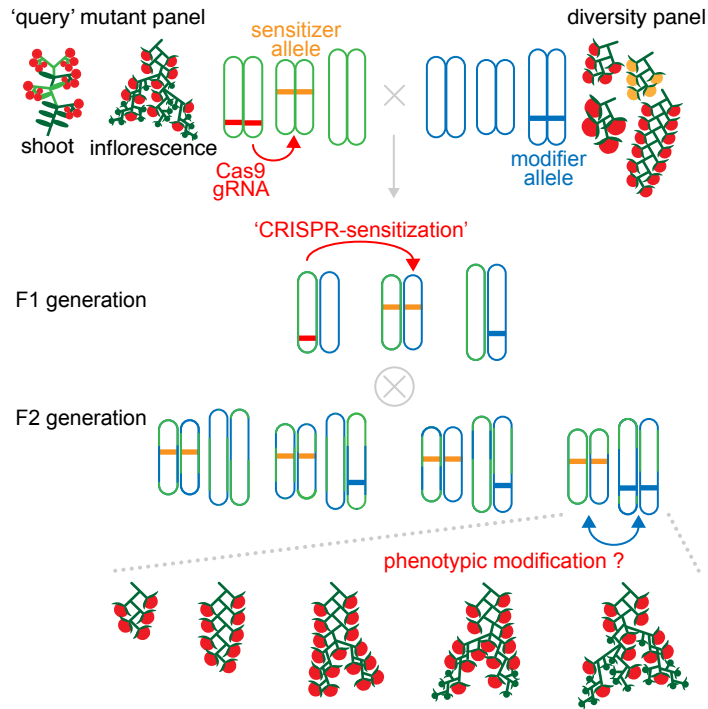 'query' mutant panel
sensitizer
allele
diversity panel
shoot
inflorescence
Cas9
gRNA
modifier
allele
'CRISPR-sensitization'
F1 generation
F2 generation
phenotypic modification ?